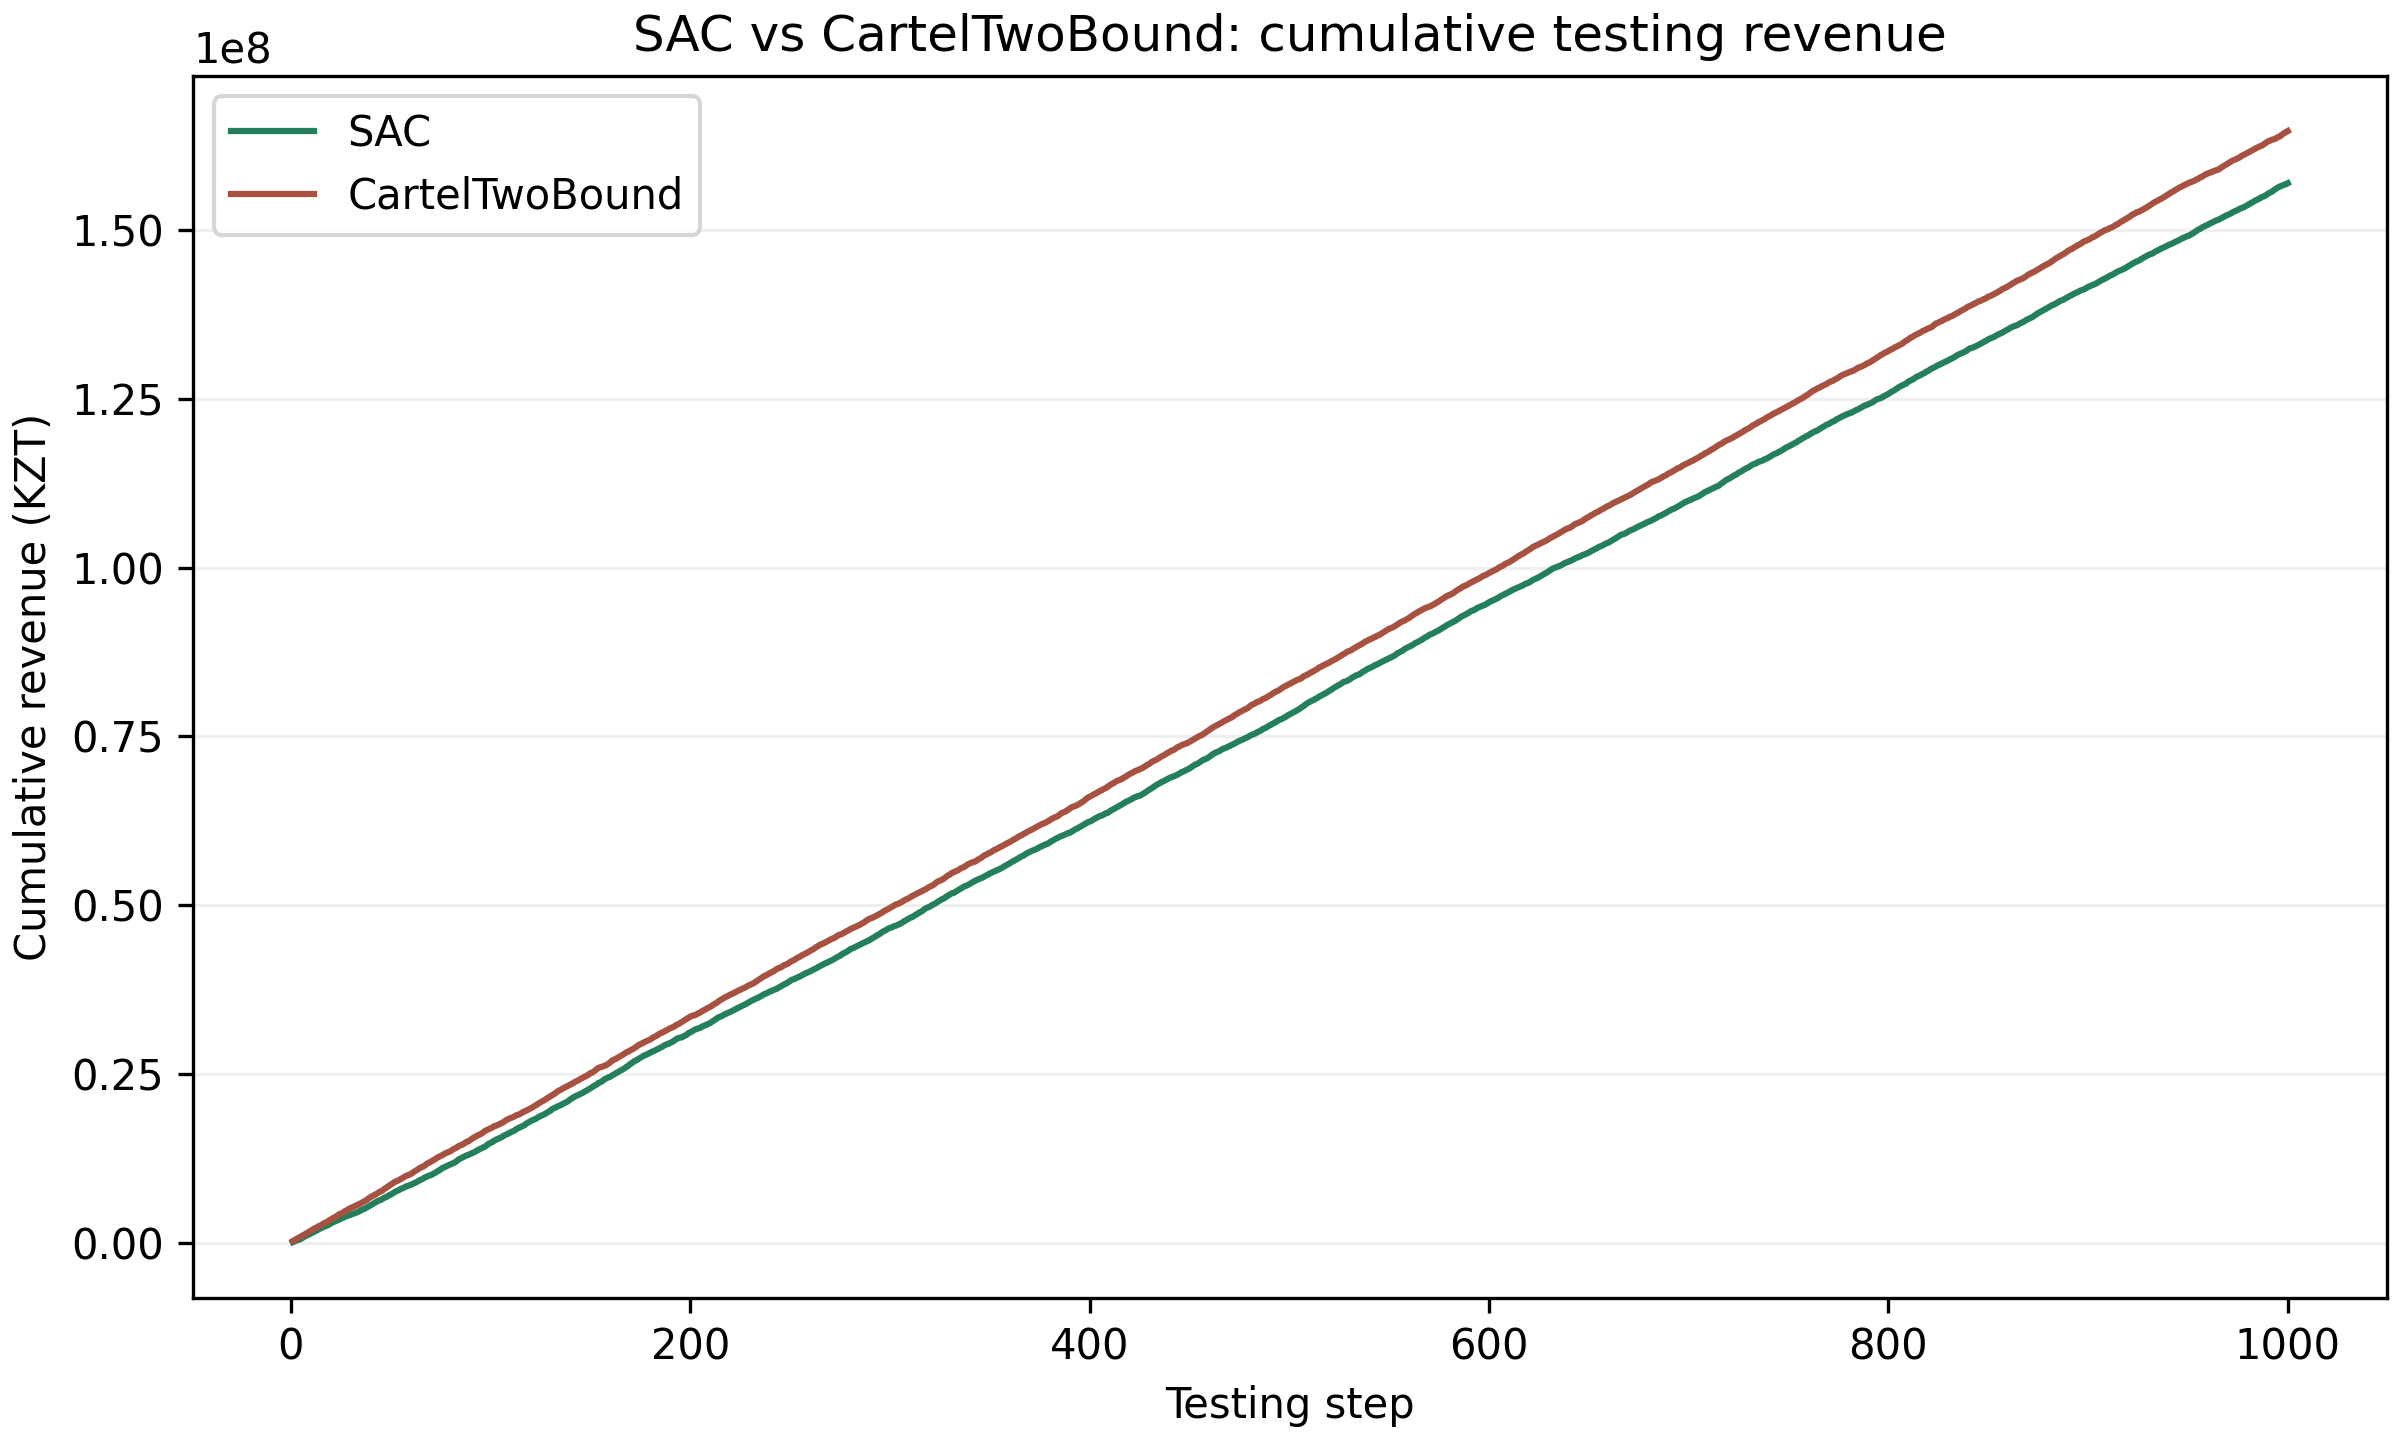 SAC vs CartelTwoBound: cumulative testing revenue
1e8
SAC
CartelTwoBound
1.50
1.25
1.00
0.75
0.50
0.25
0.00
Cumulative revenue (KZT)
0 200 400 600 800 1000
Testing step